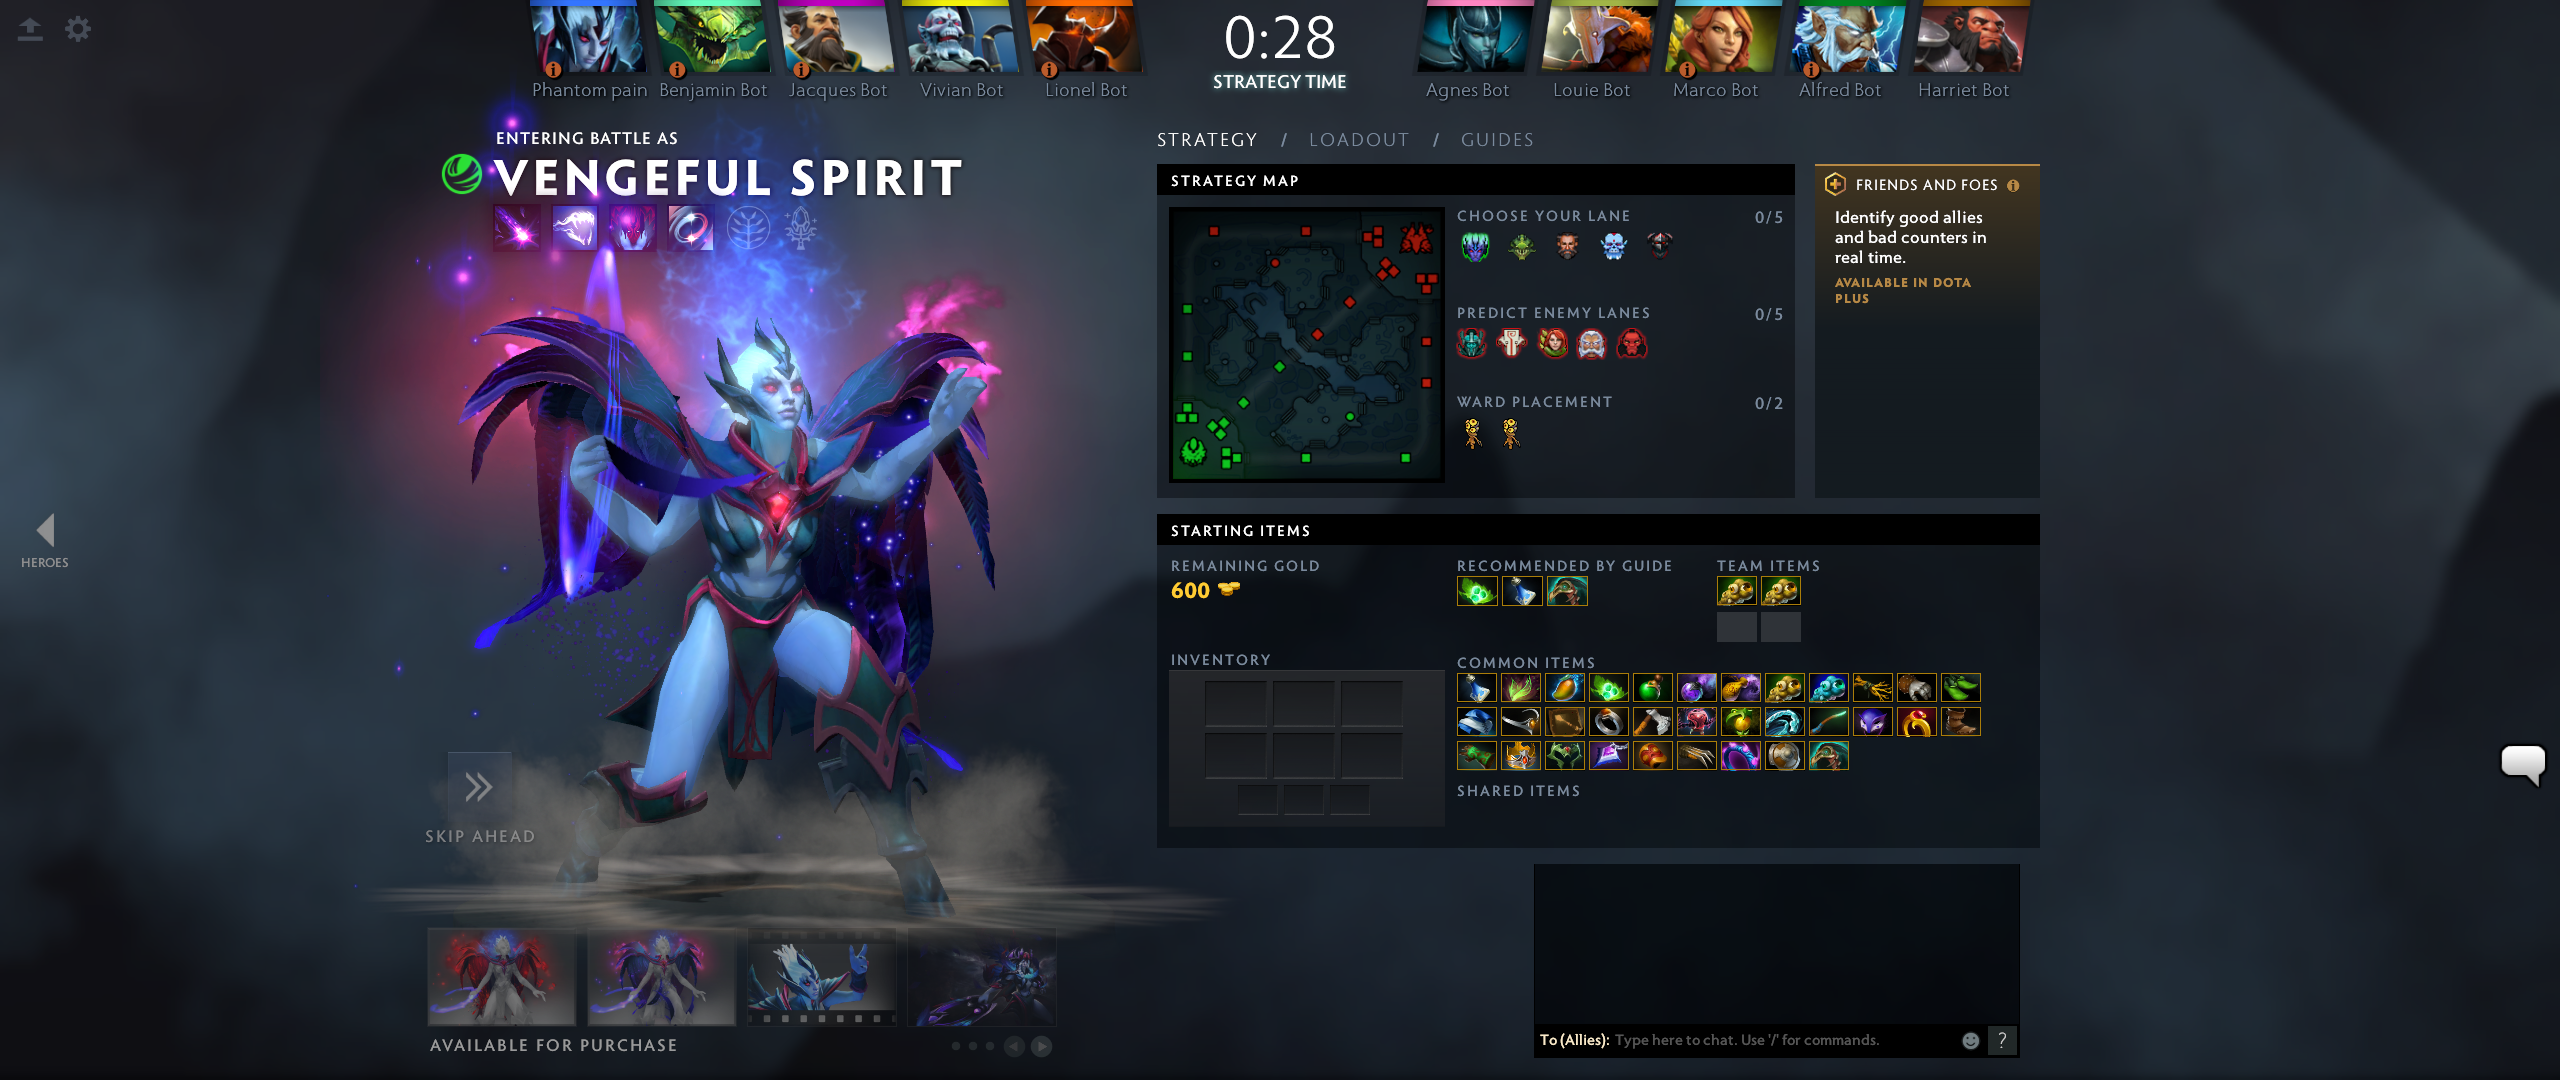 0:28
STRATEGY TIME
Phantom pain
Benjamin Bot
Jacques Bot
Vivian Bot
Lionel Bot
Agnes Bot
Louie Bot
Marco Bot
Alfred Bot
Harriet Bot
ENTERING BATTLE AS
VENGEFUL SPIRIT
STRATEGY / LOADOUT / GUIDES
STRATEGY MAP
CHOOSE YOUR LANE 0/5
PREDICT ENEMY LANES 0/5
WARD PLACEMENT 0/2
FRIENDS AND FOES
Identify good allies
and bad counters in
real time.
AVAILABLE IN DOTA
PLUS
HEROES
STARTING ITEMS
REMAINING GOLD
600
RECOMMENDED BY GUIDE
TEAM ITEMS
INVENTORY
COMMON ITEMS
SHARED ITEMS
SKIP AHEAD
AVAILABLE FOR PURCHASE
To (Allies): Type here to chat. Use '/' for commands.
?